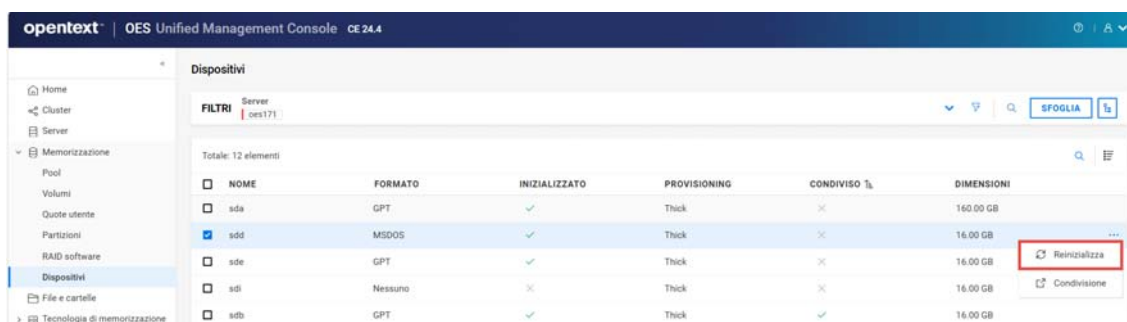 opentext™ | OES Unified Management Console CE 24.4
Home
Cluster
Server
Memorizzazione
Pool
Volumi
Quote utente
Partizioni
RAID software
Dispositivi
File e cartelle
Tecnologia di memorizzazione
Dispositivi
FILTRI Server
oes171
SFOGLIA
Totale: 12 elementi
NOME FORMATO INIZIALIZZATO PROVISIONING CONDIVISO DIMENSIONI
sda GPT Thick 160.00 GB
sdd MSDOS Thick 16.00 GB ...
sde GPT Thick 16.00 GB
sdi Nessuno Thick 16.00 GB
sdb GPT Thick 16.00 GB
Reinizializza
Condivisione